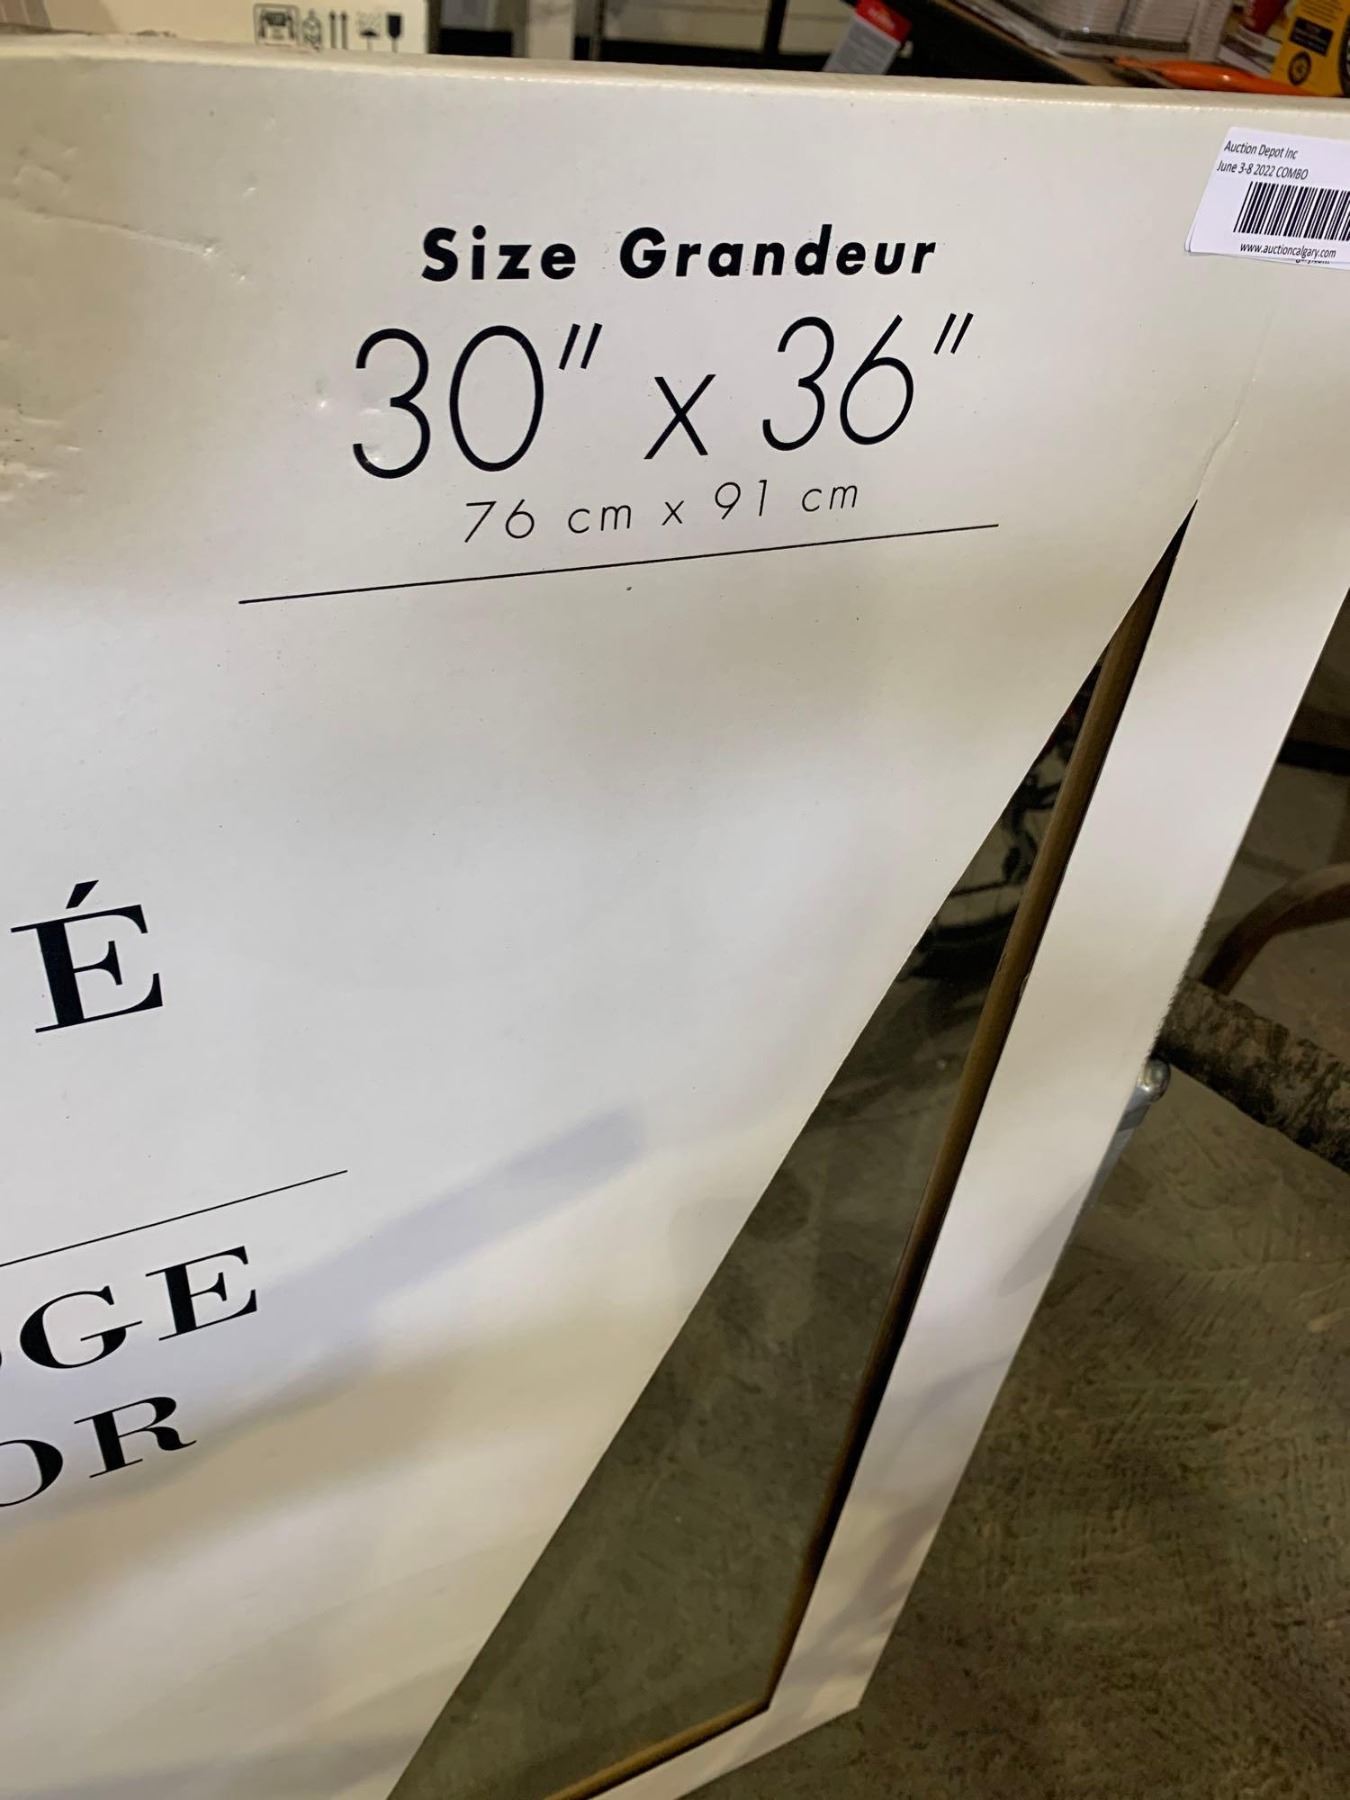 Auction Depot Inc
June 3-8 2022 COMBO
www.auctioncalgary.com
Size Grandeur
30" x 36"
76 cm x 91 cm
É
GE
OR